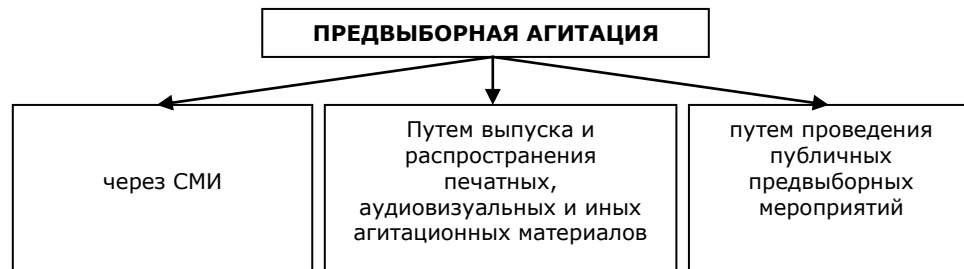 ПРЕДВЫБОРНАЯ АГИТАЦИЯ
через СМИ
Путем выпуска и
распространения
печатных,
аудиовизуальных и иных
агитационных материалов
путем проведения
публичных
предвыборных
мероприятий